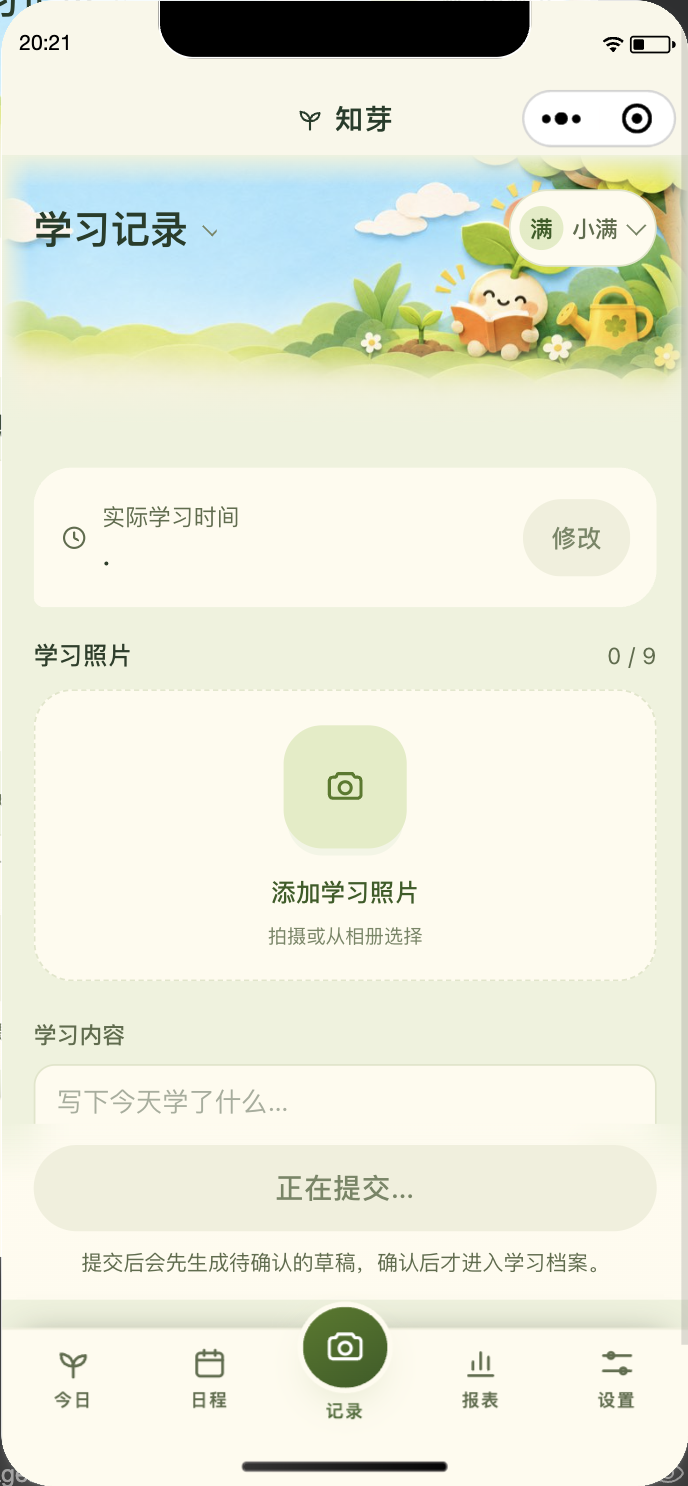 20:21
知芽
学习记录
满 小满
实际学习时间
·
修改
学习照片
0 / 9
添加学习照片
拍摄或从相册选择
学习内容
写下今天学了什么...
正在提交...
提交后会先生成待确认的草稿，确认后才进入学习档案。
今日
日程
记录
报表
设置